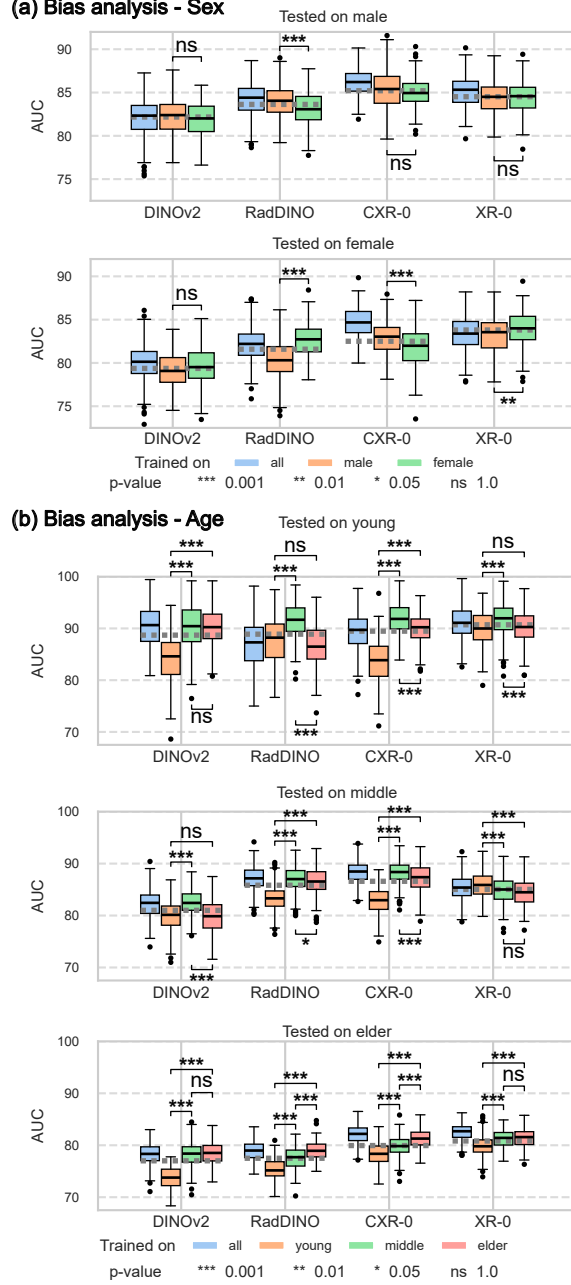 (a) Bias analysis - Sex
Tested on male
ns
***
ns
ns
AUC
90
85
80
75
DINOv2
RadDINO
CXR-0
XR-0
Tested on female
ns
***
***
**
AUC
90
85
80
75
DINOv2
RadDINO
CXR-0
XR-0
Trained on all male female
p-value *** 0.001 ** 0.01 * 0.05 ns 1.0
(b) Bias analysis - Age
Tested on young
***
***
ns
ns
***
***
***
***
***
ns
***
***
AUC
100
90
80
70
DINOv2
RadDINO
CXR-0
XR-0
Tested on middle
ns
***
***
***
***
*
***
***
***
***
***
ns
AUC
100
90
80
70
DINOv2
RadDINO
CXR-0
XR-0
Tested on elder
***
ns
***
***
***
***
***
***
***
***
ns
***
AUC
100
90
80
70
DINOv2
RadDINO
CXR-0
XR-0
Trained on all young middle elder
p-value *** 0.001 ** 0.01 * 0.05 ns 1.0